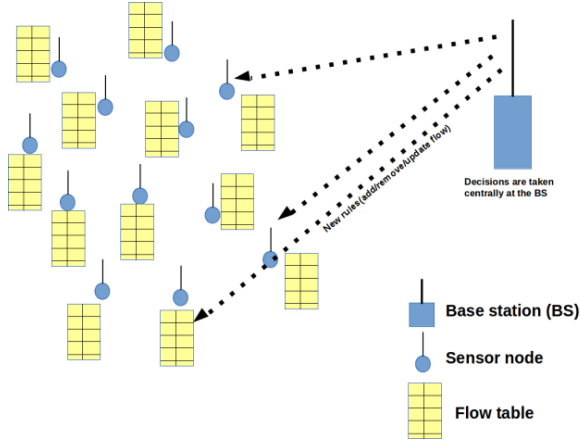 New rules(add/remove/update flow)
Decisions are taken
centrally at the BS
Base station (BS)
Sensor node
Flow table